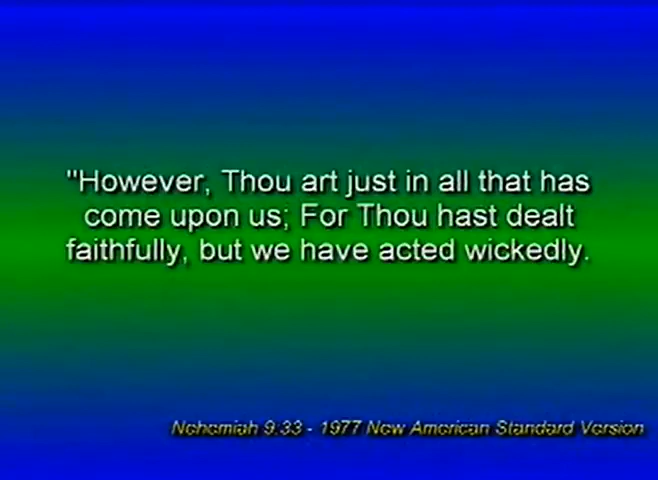 "However, Thou art just in all that has
come upon us; For Thou hast dealt
faithfully, but we have acted wickedly.
Nehemiah 9.33 - 1977 New American Standard Version